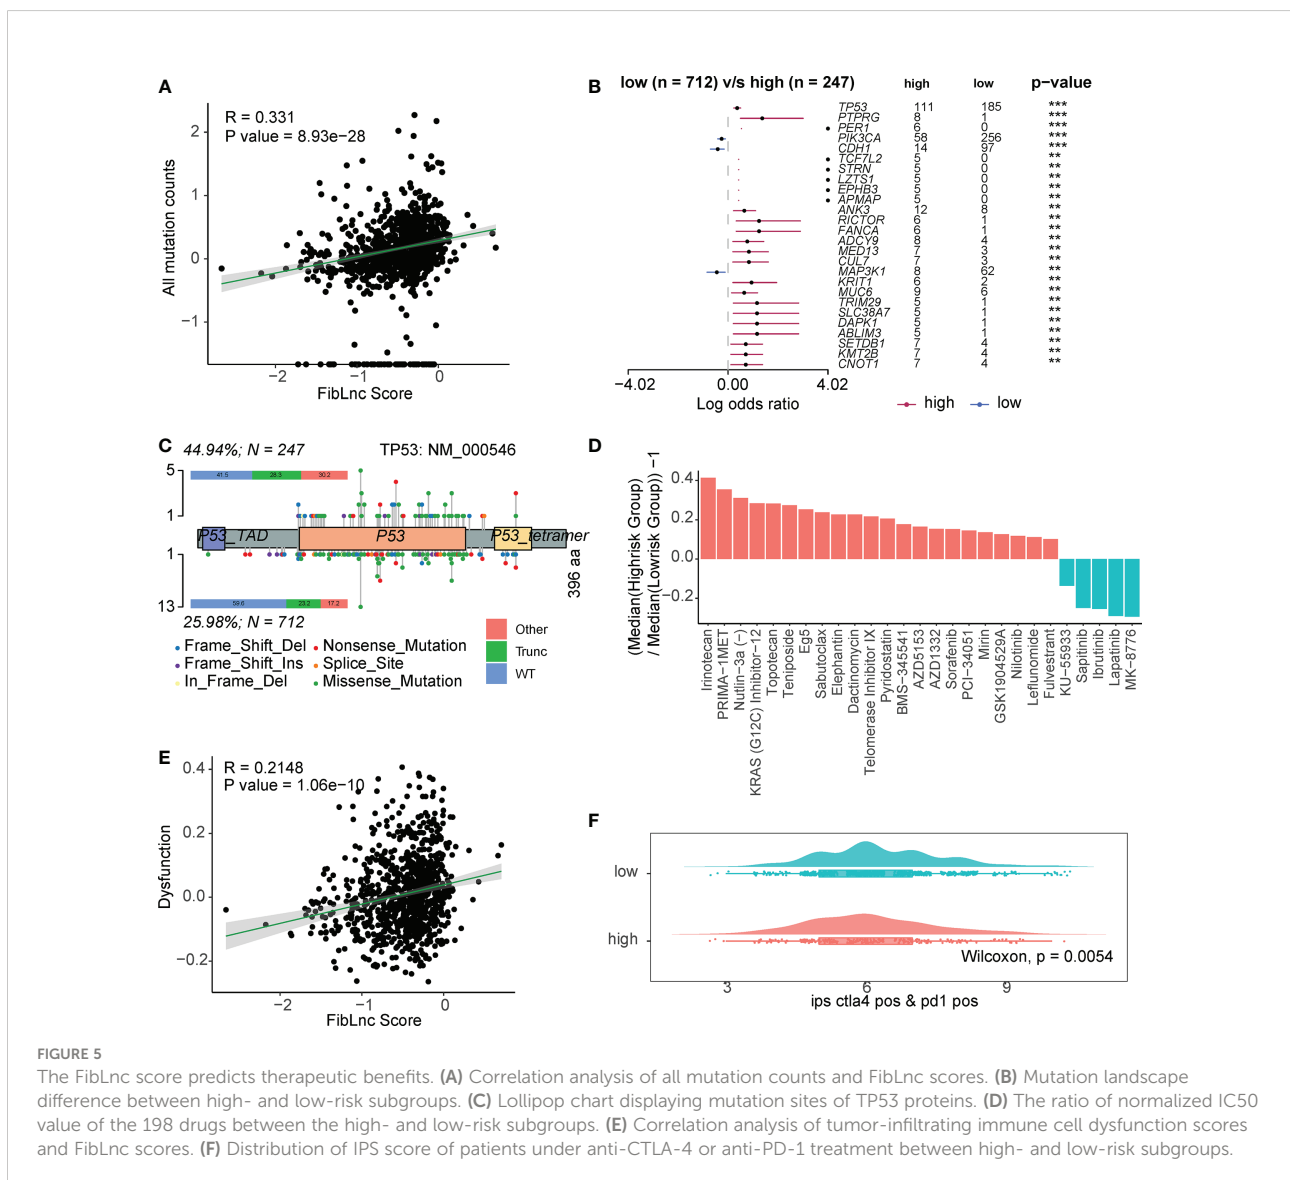 A
R = 0.331
P value = 8.93e−28
All mutation counts
2
1
0
−1
−2
−1
0
FibLnc Score
B
low (n = 712) v/s high (n = 247)
high
low
p−value
TP53 111 185 ***
PTPRG 8 1 ***
PER1 6 0 ***
PIK3CA 58 256 ***
CDH1 14 97 ***
TCF7L2 5 0 **
STRN 5 0 **
LZTS1 5 0 **
EPHB3 5 0 **
APMAP 5 0 **
ANK3 12 8 **
RICTOR 6 1 **
FANCA 6 1 **
ADCY9 8 4 **
MED13 7 3 **
CUL7 7 3 **
MAP3K1 8 62 **
KRIT1 6 2 **
MUC6 9 6 **
TRIM29 5 1 **
SLC38A7 5 1 **
DAPK1 5 1 **
ABLIM3 5 1 **
SETDB1 7 4 **
KMT2B 7 4 **
CNOT1 7 4 **
−4.02
0.00
4.02
Log odds ratio
high
low
C
44.94%; N = 247
TP53: NM_000546
5
41.5
28.3
30.2
1
P53_TAD
P53
P53_tetramer
1
13
59.6
23.2
17.2
396 aa
25.98%; N = 712
Frame_Shift_Del
Nonsense_Mutation
Frame_Shift_Ins
Splice_Site
In_Frame_Del
Missense_Mutation
Other
Trunc
WT
D
(Median(Highrisk Group)
/ Median(Lowrisk Group)) −1
0.4
0.2
0.0
−0.2
Irinotecan
PRIMA−1MET
Nutlin−3a (−)
KRAS (G12C) Inhibitor−12
Topotecan
Teniposide
Eg5
Sabutoclax
Elephantin
Dactinomycin
Telomerase Inhibitor IX
Pyridostatin
BMS−345541
AZD5153
AZD1332
Sorafenib
PCI−34051
Mirin
GSK1904529A
Nilotinib
Leflunomide
Fulvestrant
KU−55933
Sapitinib
Ibrutinib
Lapatinib
MK−8776
E
R = 0.2148
P value = 1.06e−10
Dysfunction
0.4
0.2
0.0
−0.2
−2
−1
0
FibLnc Score
F
low
high
Wilcoxon, p = 0.0054
3
6
9
ips ctla4 pos & pd1 pos
FIGURE 5
The FibLnc score predicts therapeutic benefits. (A) Correlation analysis of all mutation counts and FibLnc scores. (B) Mutation landscape
difference between high- and low-risk subgroups. (C) Lollipop chart displaying mutation sites of TP53 proteins. (D) The ratio of normalized IC50
value of the 198 drugs between the high- and low-risk subgroups. (E) Correlation analysis of tumor-infiltrating immune cell dysfunction scores
and FibLnc scores. (F) Distribution of IPS score of patients under anti-CTLA-4 or anti-PD-1 treatment between high- and low-risk subgroups.